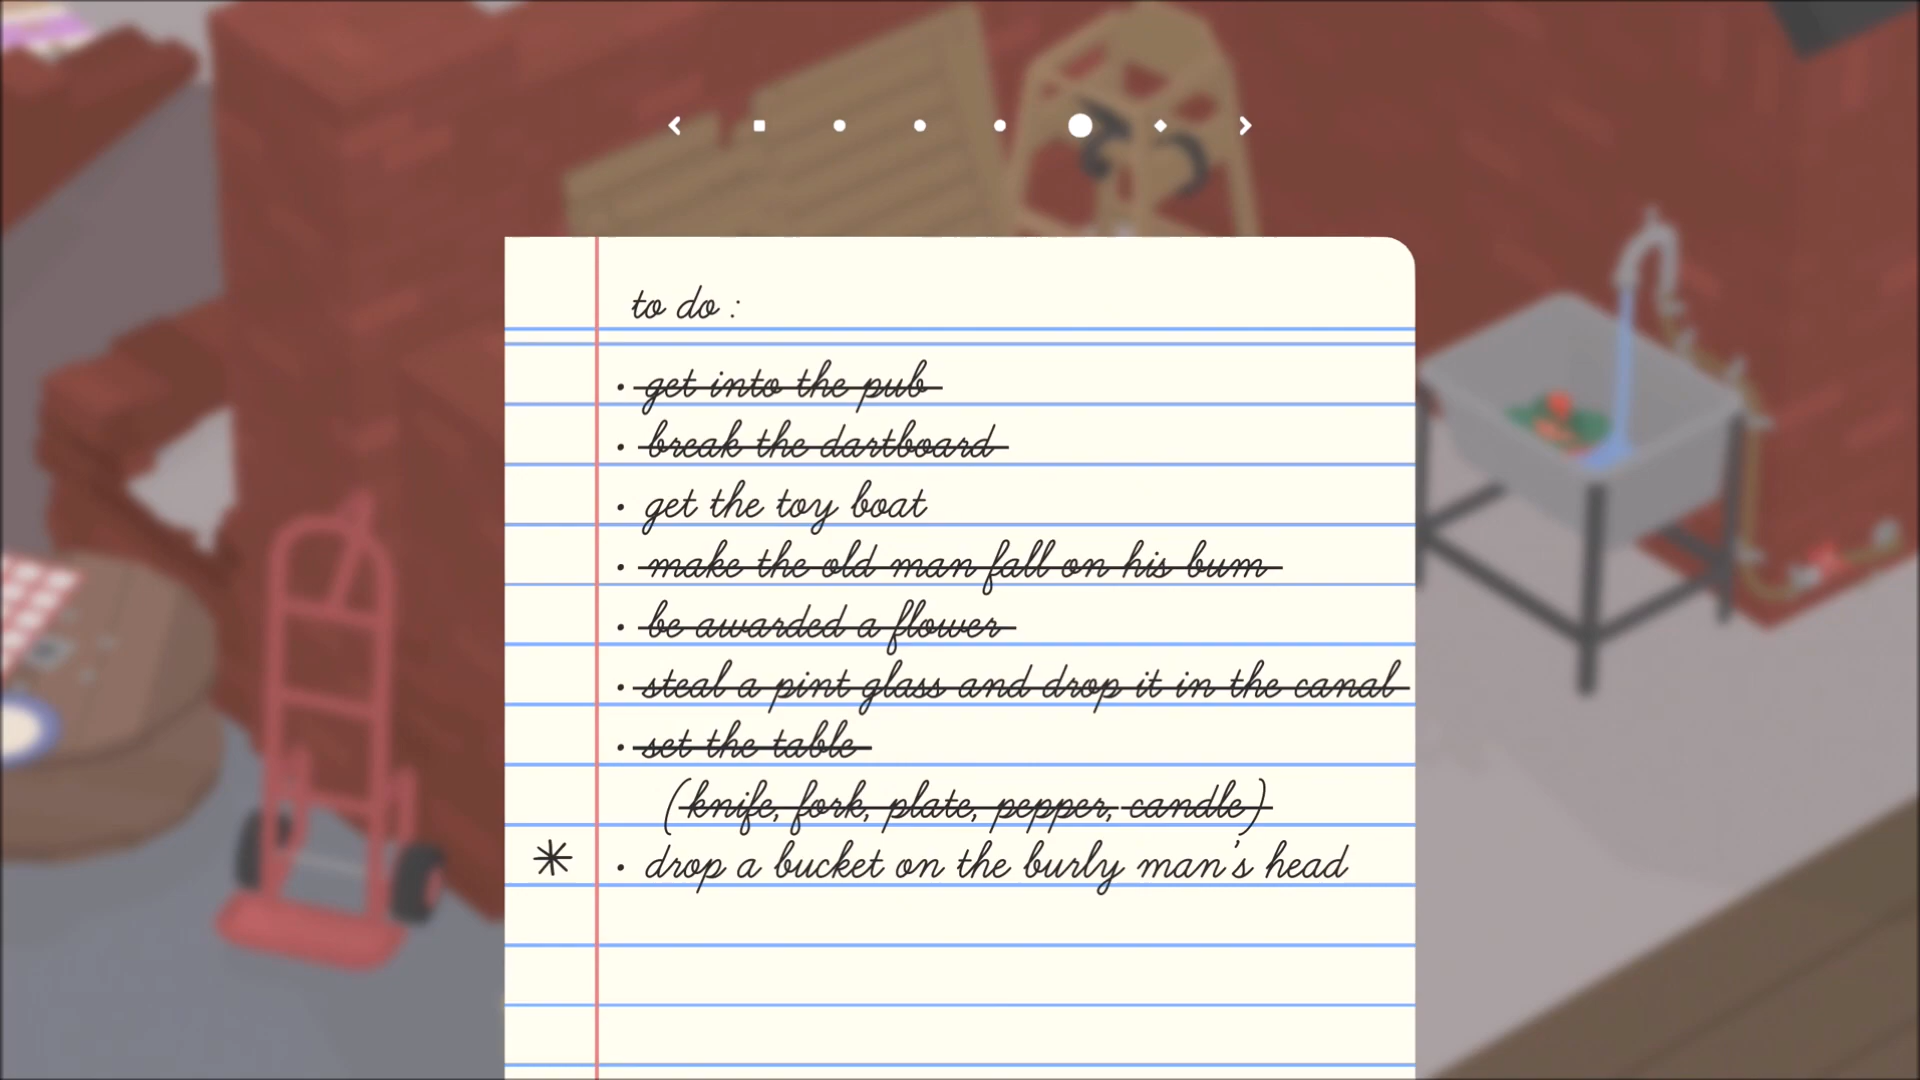 to do :
• get into the pub
• break the dartboard
• get the toy boat
• make the old man fall on his bum
• be awarded a flower
• steal a pint glass and drop it in the canal
• set the table
(knife, fork, plate, pepper, candle)
* • drop a bucket on the burly man's head